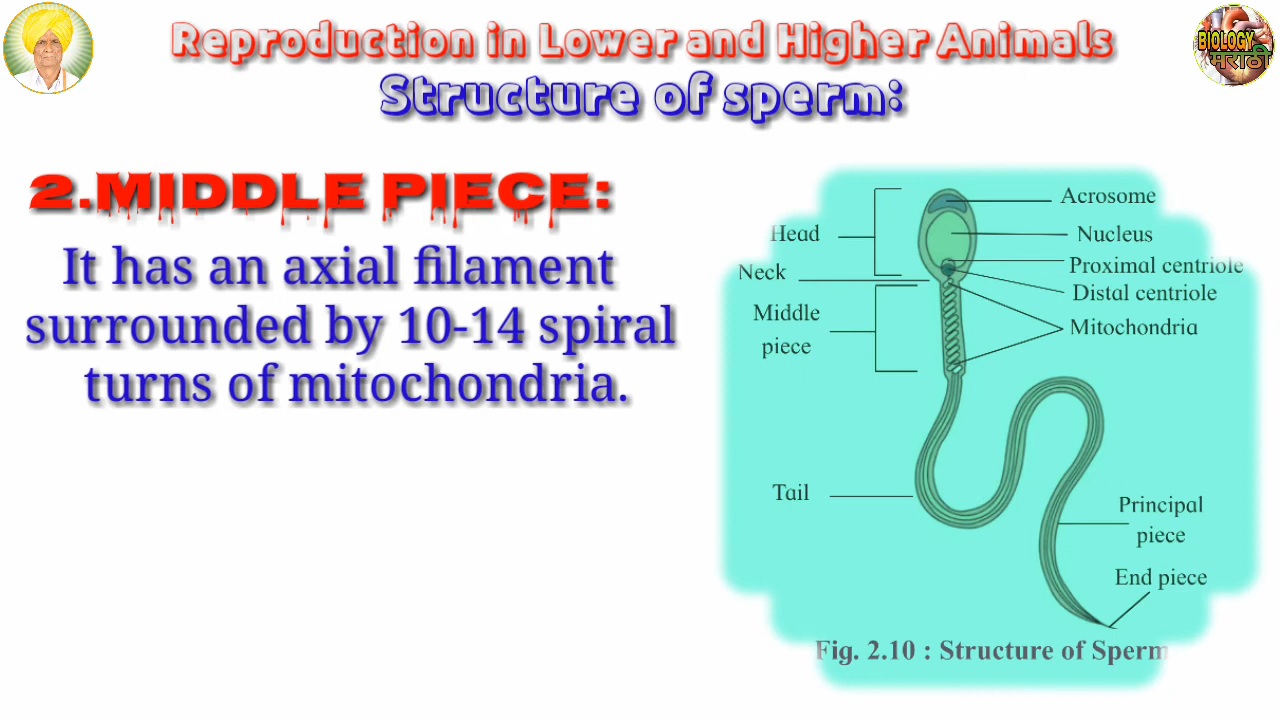 Reproduction in Lower and Higher Animals
BIOLOGY
मराठी
Structure of sperm:
2.MIDDLE PIECE:
It has an axial filament
surrounded by 10-14 spiral
turns of mitochondria.
Acrosome
Head
Nucleus
Proximal centriole
Neck
Distal centriole
Middle
piece
Mitochondria
Tail
Principal
piece
End piece
Fig. 2.10 : Structure of Sperm